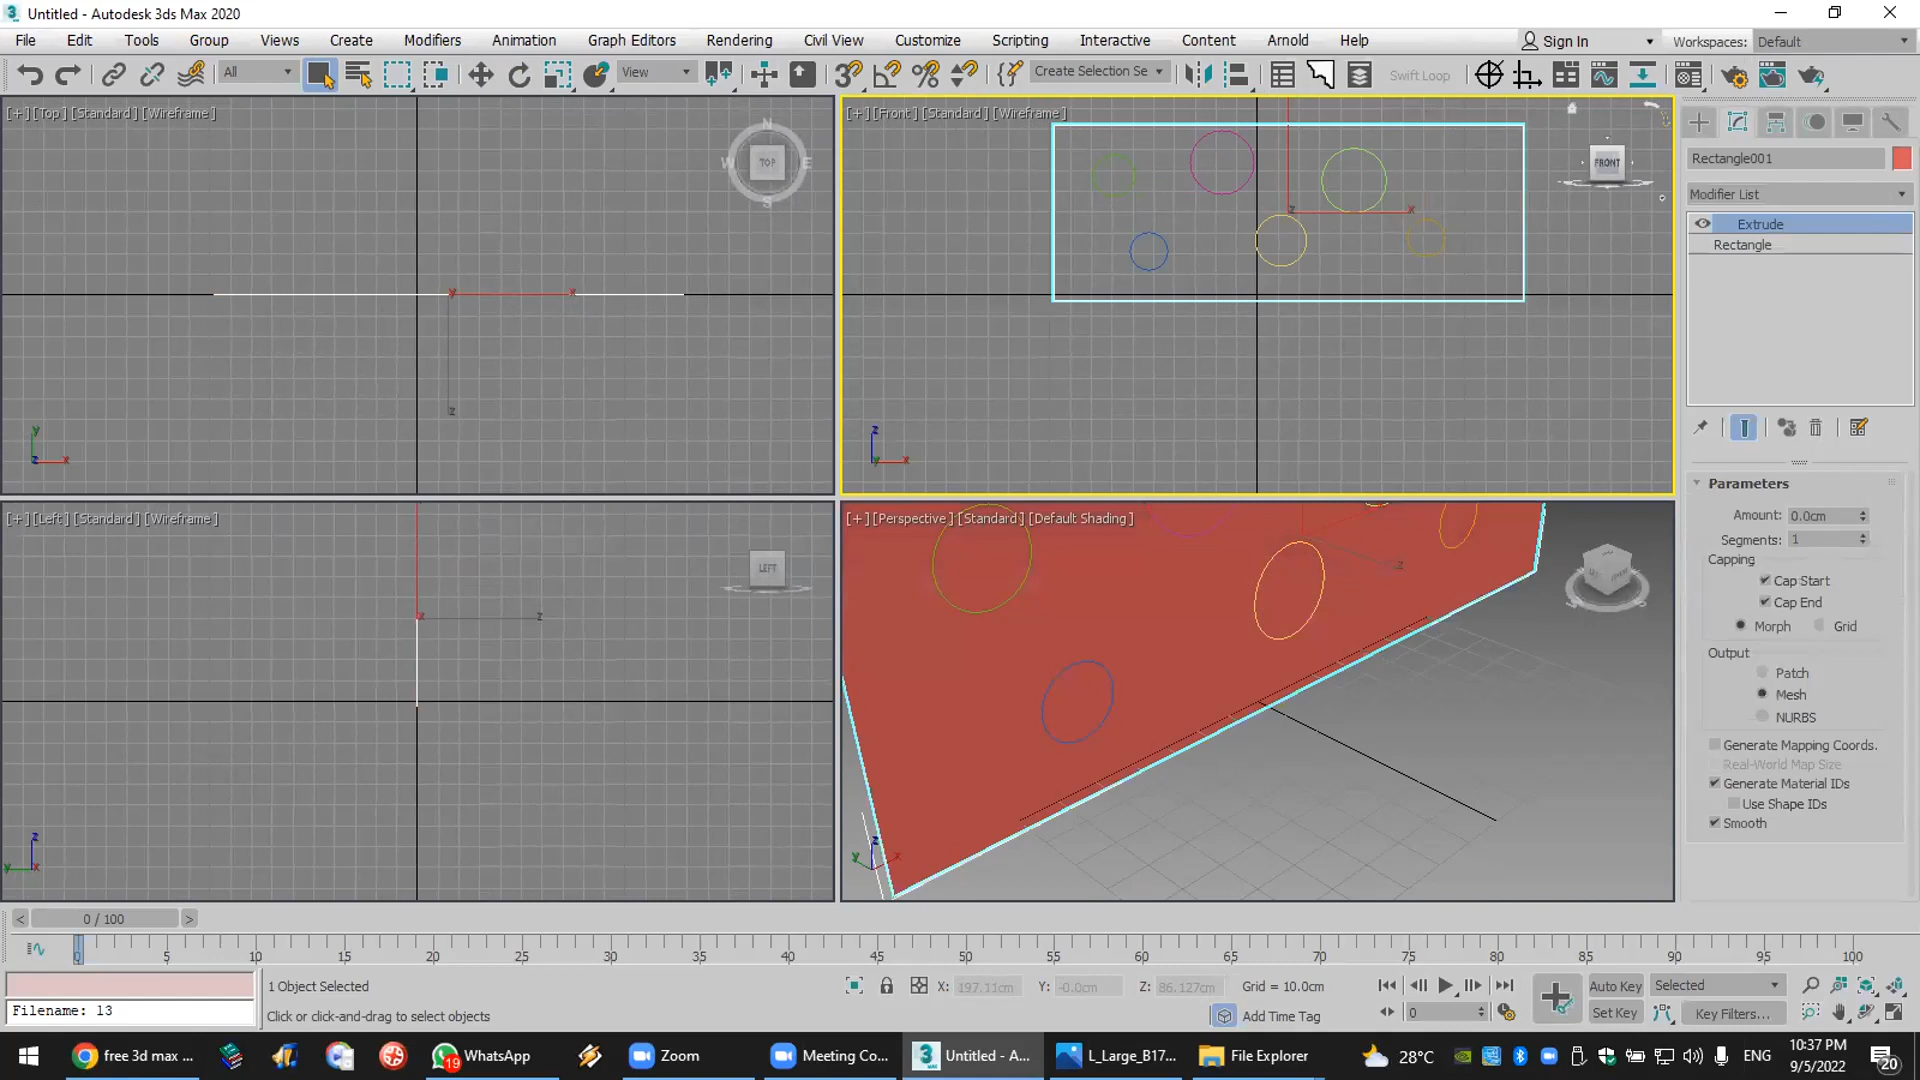 Untitled - Autodesk 3ds Max 2020
File Edit Tools Group Views Create Modifiers Animation Graph Editors Rendering Civil View Customize Scripting Interactive Content Arnold Help Sign In Workspaces: Default
All View Create Selection Se Swift Loop
[+] [Top] [Standard] [Wireframe]
N
W TOP E
S
y x
z
y
z x
[+] [Front] [Standard] [Wireframe]
FRONT
z x
z
y x
Rectangle001
Modifier List
Extrude
Rectangle
[+] [Left] [Standard] [Wireframe]
LEFT
x z
z
y x
[+] [Perspective] [Standard] [Default Shading]
z
z
y x
Parameters
Amount: 0.0cm
Segments: 1
Capping
Cap Start
Cap End
Morph Grid
Output
Patch
Mesh
NURBS
Generate Mapping Coords.
Real-World Map Size
Generate Material IDs
Use Shape IDs
Smooth
< 0 / 100 >
0 5 10 15 20 25 30 35 40 45 50 55 60 65 70 75 80 85 90 95 100
Filename: 13
1 Object Selected
Click or click-and-drag to select objects
X: 197.11cm Y: -0.0cm Z: 86.127cm Grid = 10.0cm
Add Time Tag
0
Auto Key Selected
Set Key Key Filters...
free 3d max ... 19 WhatsApp Zoom Meeting Co... Untitled - A... L_Large_B17... File Explorer 28°C ENG 10:37 PM
9/5/2022
20